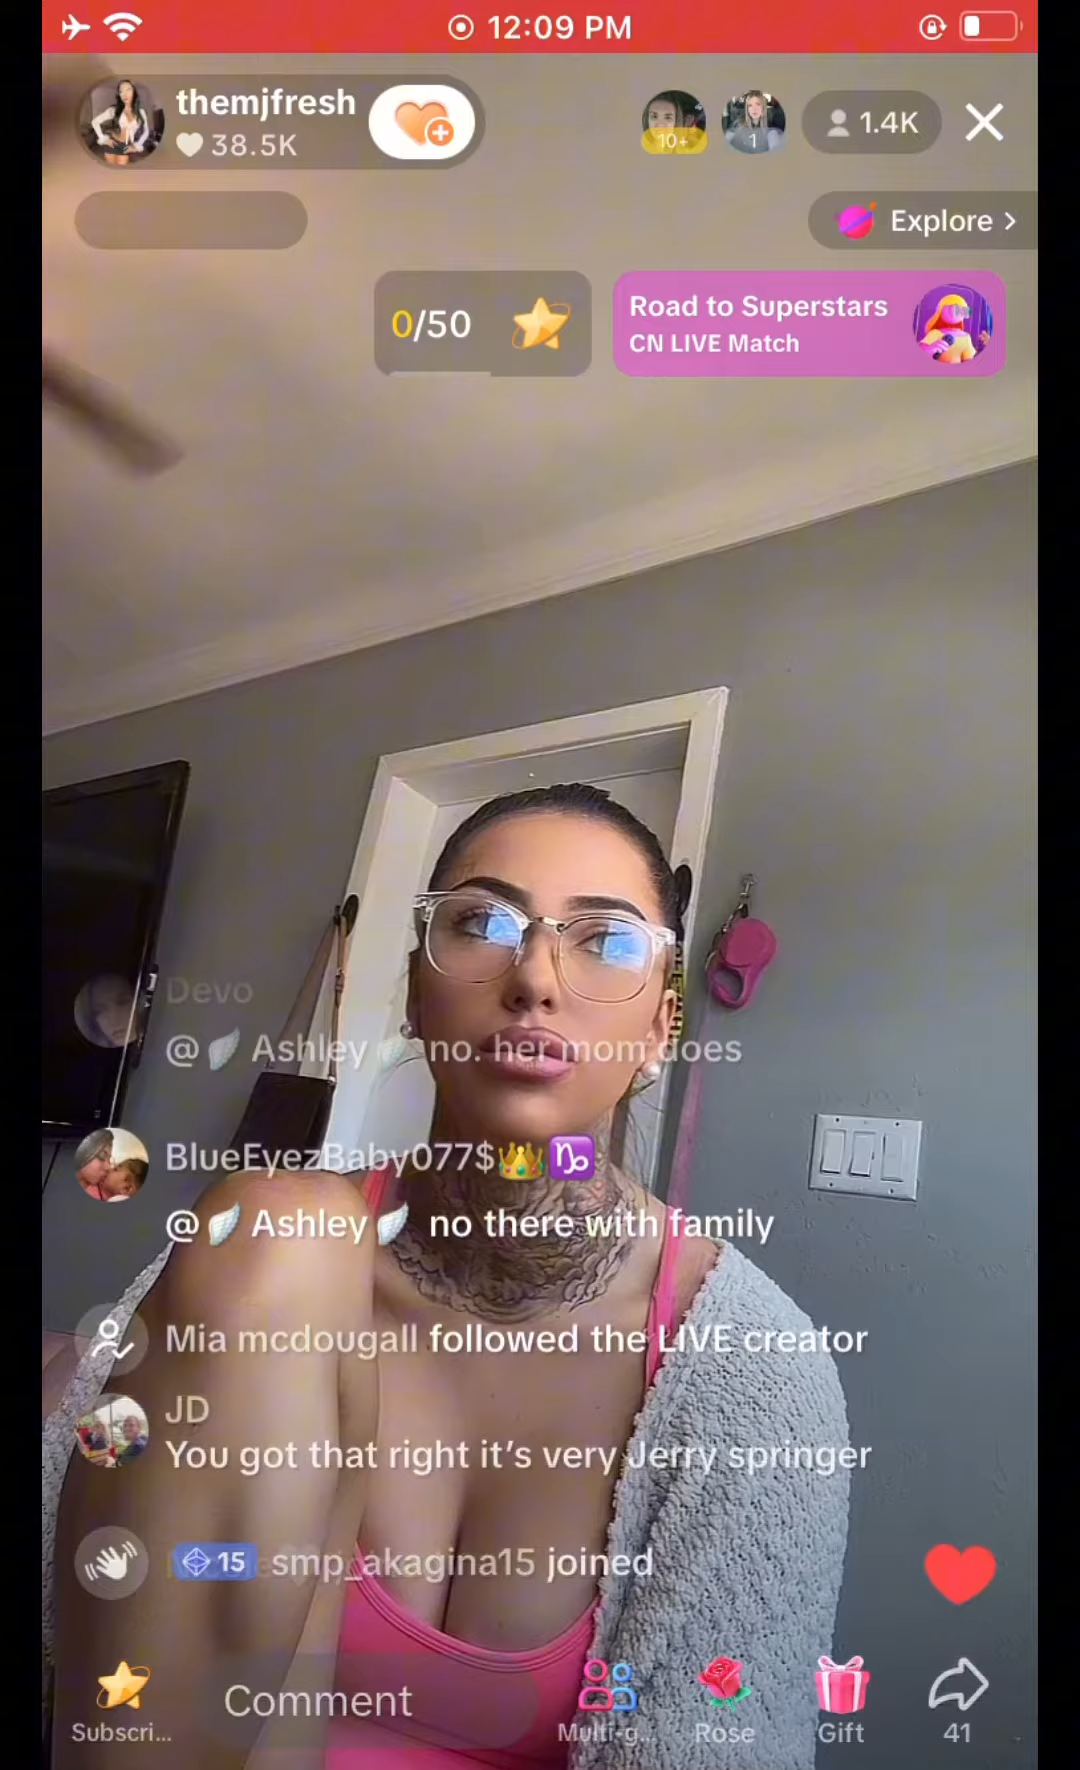 12:09 PM
themjfresh
38.5K
10+
1
1.4K
Explore >
0/50
Road to Superstars
CN LIVE Match
Devo
@🪽 Ashley🪽 no. her mom does
BlueEyezBaby077$👑♑
@🪽 Ashley🪽 no there with family
Mia mcdougall followed the LIVE creator
JD
You got that right it's very Jerry springer
15 smp_akagina15 joined
Subscri...
Comment
Multi-g...
Rose
Gift
41